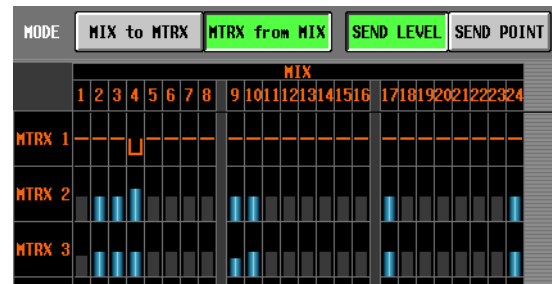 MODE MIX to MTRX MTRX from MIX SEND LEVEL SEND POINT
MIX
1 2 3 4 5 6 7 8 9 10 11 12 13 14 15 16 17 18 19 20 21 22 23 24
MTRX 1
MTRX 2
MTRX 3